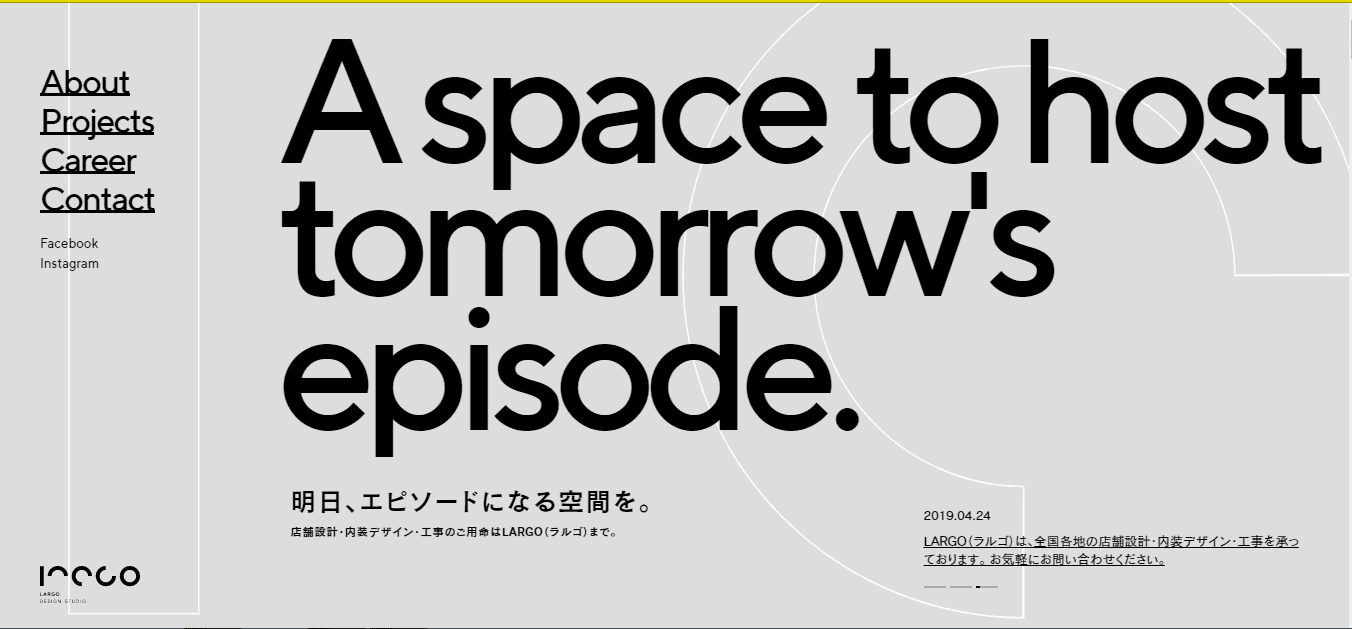 About
Projects
Career
Contact
Facebook
Instagram
A space to host
tomorrow's
episode.
明日、エピソードになる空間を。
店舗設計・内装デザイン・工事のご用命はLARGO（ラルゴ）まで。
2019.04.24
LARGO（ラルゴ）は、全国各地の店舗設計・内装デザイン・工事を承っ
ております。お気軽にお問い合わせください。
LARGO
DESIGN STUDIO